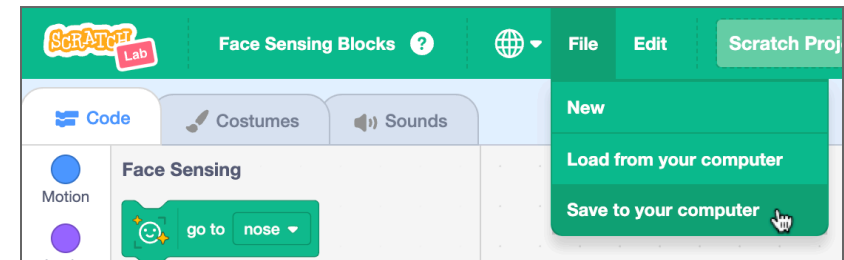 SCRATCH Lab
Face Sensing Blocks ?
File
Edit
Scratch Proj
Code
Costumes
Sounds
New
Load from your computer
Save to your computer
Motion
Face Sensing
go to nose